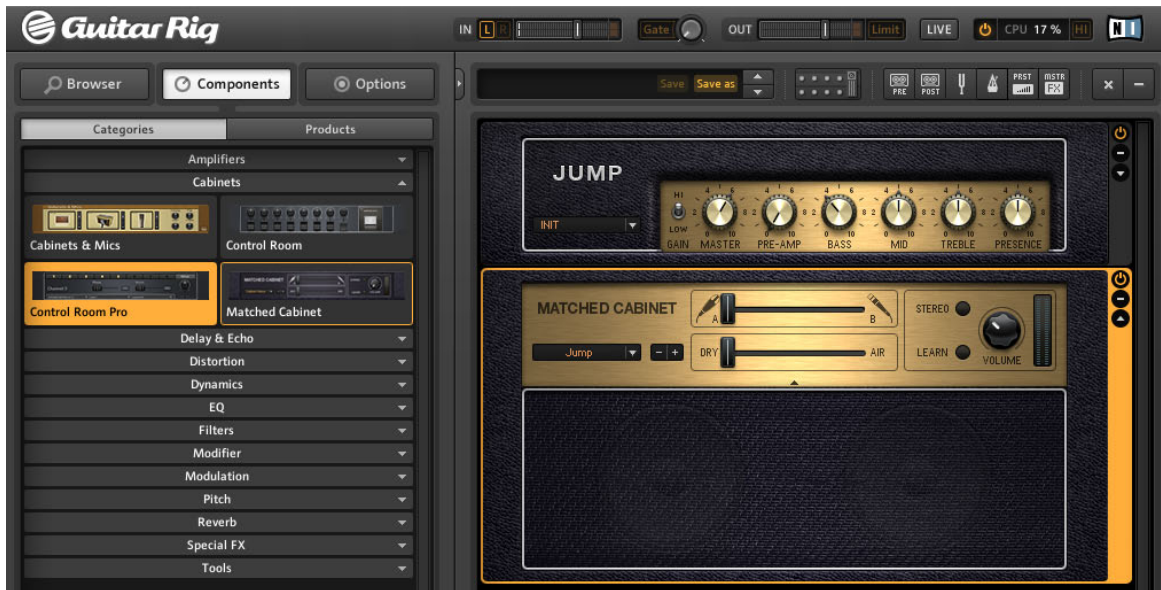 Guitar Rig
IN L R Gate OUT Limit LIVE CPU 17 % HI N I
Browser Components Options
Save Save as PRE POST PRST MSTR FX
Categories Products
Amplifiers
Cabinets
Cabinets & Mics Control Room
Control Room Pro Matched Cabinet
Delay & Echo
Distortion
Dynamics
EQ
Filters
Modifier
Modulation
Pitch
Reverb
Special FX
Tools
JUMP
INIT
HI
LOW
GAIN MASTER PRE-AMP BASS MID TREBLE PRESENCE
MATCHED CABINET A B STEREO
Jump - + DRY AIR LEARN VOLUME